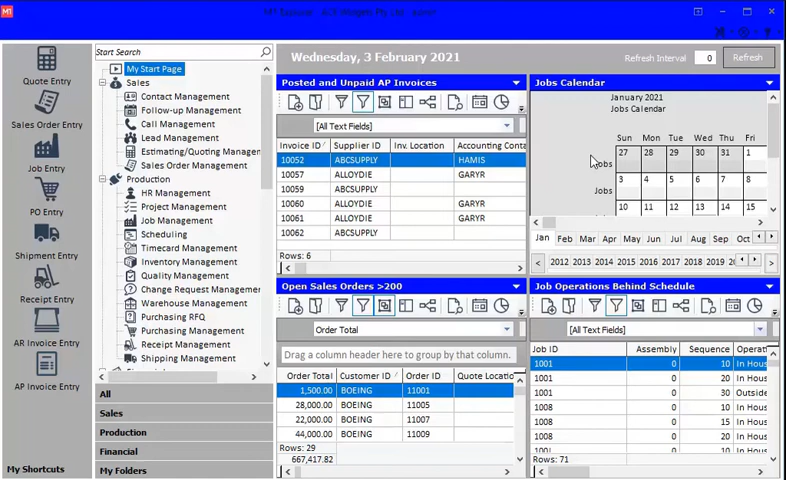 M1 Explorer - ACE Widgets Pty Ltd -
Start Search
My Start Page
Sales
Contact Management
Follow-up Management
Call Management
Lead Management
Estimating/Quoting Managem
Sales Order Management
Production
HR Management
Project Management
Job Management
Scheduling
Timecard Management
Inventory Management
Quality Management
Change Request Managemer
Warehouse Management
Purchasing RFQ
Purchasing Management
Receipt Management
Shipping Management
All
Sales
Production
Financial
My Folders
Quote Entry
Sales Order Entry
Job Entry
PO Entry
Shipment Entry
Receipt Entry
AR Invoice Entry
AP Invoice Entry
My Shortcuts
Wednesday, 3 February 2021
Refresh Interval 0 Refresh
Posted and Unpaid AP Invoices
[All Text Fields]
Invoice ID Supplier ID Inv. Location Accounting Conta
10052 ABCSUPPLY HAMIS
10057 ALLOYDIE GARYR
10059 ABCSUPPLY
10060 ALLOYDIE GARYR
10061 ALLOYDIE GARYR
10062 ABCSUPPLY
Rows: 6
Jobs Calendar
January 2021
Jobs Calendar
Sun Mon Tue Wed Thu Fri
27 28 29 30 31 1
Jobs
3 4 5 6 7 8
Jobs
10 11 12 13 14 15
Jan Feb Mar Apr May Jun Jul Aug Sep Oct
2012 2013 2014 2015 2016 2017 2018 2019
Open Sales Orders >200
Order Total
Drag a column header here to group by that column.
Order Total Customer ID Order ID Quote Locatio
1,500.00 BOEING 11001
28,000.00 BOEING 11005
22,000.00 BOEING 11007
44,000.00 BOEING 11009
Rows: 29
667,417.82
Job Operations Behind Schedule
[All Text Fields]
Job ID Assembly Sequence Operati
1001 0 10 In Hous
1001 0 20 In Hous
1001 0 30 Outside
1008 0 10 In Hous
1008 0 15 In Hous
1008 0 20 In Hous
Rows: 71